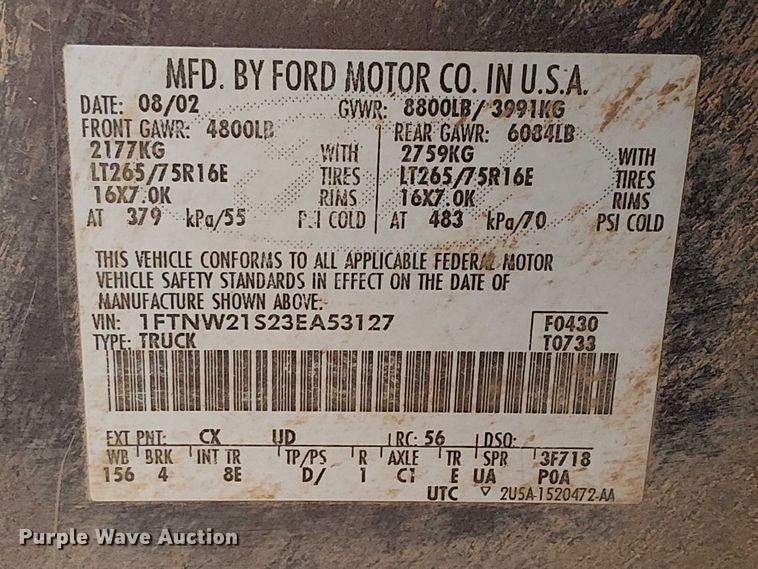 MFD. BY FORD MOTOR CO. IN U.S.A.
DATE: 08/02 GVWR: 8800LB/ 3991KG
FRONT GAWR: 4800LB REAR GAWR: 6084LB
2177KG WITH 2759KG WITH
LT265/75R16E TIRES LT265/75R16E TIRES
16X7.0K RIMS 16X7.0K RIMS
AT 379 kPa/55 PSI COLD AT 483 kPa/70 PSI COLD
THIS VEHICLE CONFORMS TO ALL APPLICABLE FEDERAL MOTOR
VEHICLE SAFETY STANDARDS IN EFFECT ON THE DATE OF
MANUFACTURE SHOWN ABOVE.
VIN: 1FTNW21S23EA53127 F0430
TYPE: TRUCK T0733
EXT PNT: CX UD RC: 56 DSO:
WB BRK INT TR TP/PS R AXLE TR SPR 3F718
156 4 8E D/ 1 C1 E UA P0A
UTC ▽ 2U5A-1520472-AA
Purple Wave Auction